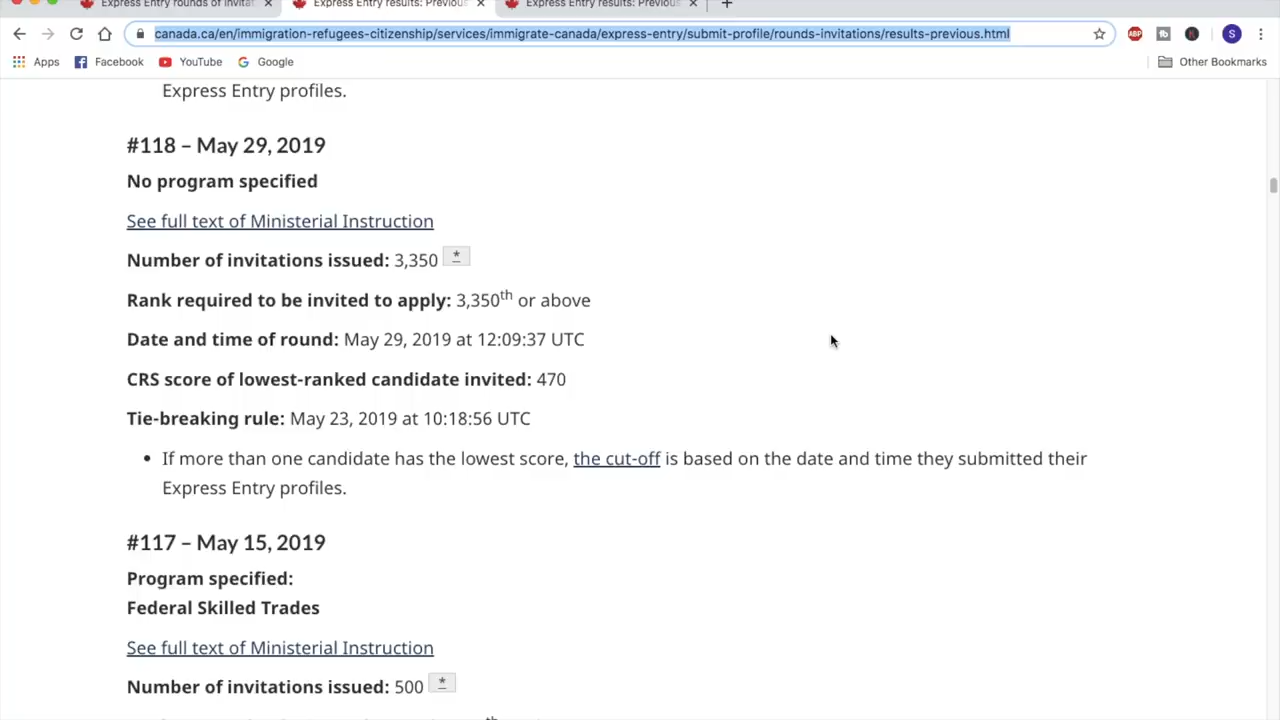 Express Entry rounds of invitat
Express Entry results: Previous
Express Entry results: Previous
canada.ca/en/immigration-refugees-citizenship/services/immigrate-canada/express-entry/submit-profile/rounds-invitations/results-previous.html
ABP
S
Apps
Facebook
YouTube
Google
Other Bookmarks
Express Entry profiles.
#118 – May 29, 2019
No program specified
See full text of Ministerial Instruction
Number of invitations issued: 3,350 *
Rank required to be invited to apply: 3,350th or above
Date and time of round: May 29, 2019 at 12:09:37 UTC
CRS score of lowest-ranked candidate invited: 470
Tie-breaking rule: May 23, 2019 at 10:18:56 UTC
• If more than one candidate has the lowest score, the cut-off is based on the date and time they submitted their
Express Entry profiles.
#117 – May 15, 2019
Program specified:
Federal Skilled Trades
See full text of Ministerial Instruction
Number of invitations issued: 500 *
th